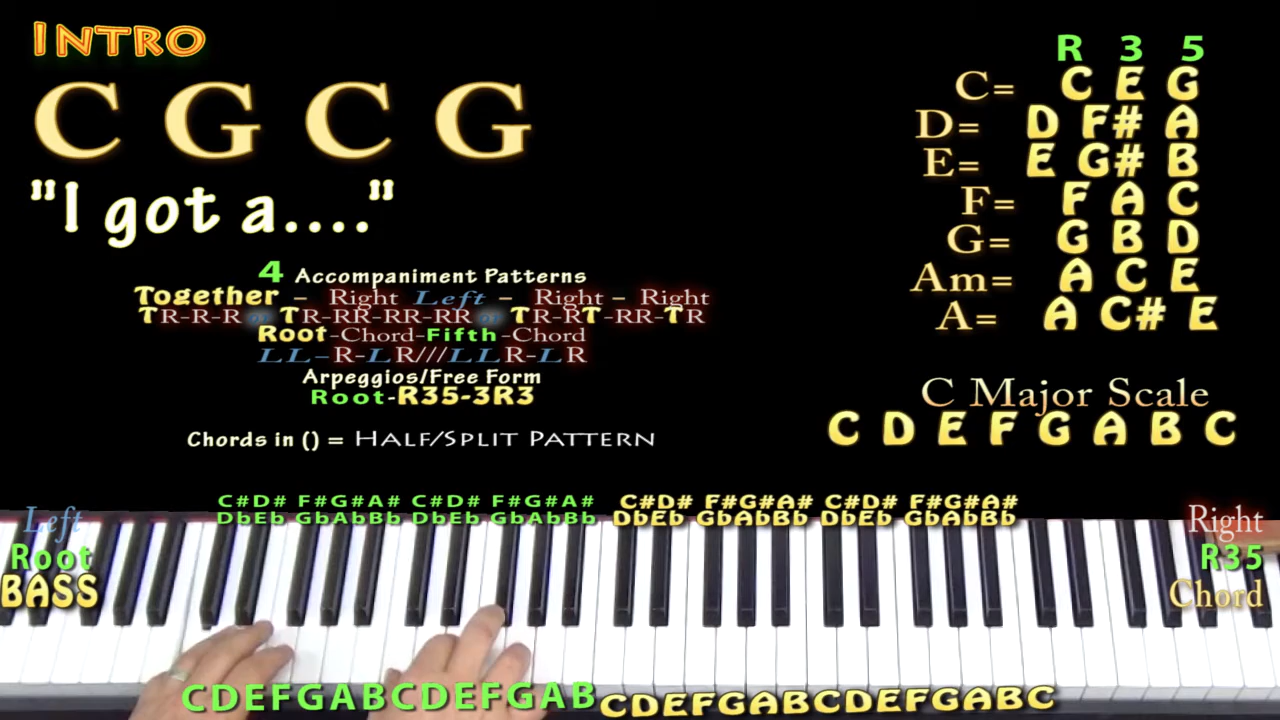 INTRO
C G C G
"I got a...."
4 Accompaniment Patterns
Together – Right Left – Right – Right
TR-R-R or TR-RR-RR-RR or TR-RT-RR-TR
Root-Chord-Fifth-Chord
LL–R-LR///LLR-LR
Arpeggios/Free Form
Root-R35-3R3
Chords in () = HALF/SPLIT PATTERN
R 3 5
C= C E G
D= D F# A
E= E G# B
F= F A C
G= G B D
Am= A C E
A= A C# E
C Major Scale
C D E F G A B C
C#D# F#G#A# C#D# F#G#A# C#D# F#G#A# C#D# F#G#A#
DbEb GbAbBb DbEb GbAbBb DbEb GbAbBb DbEb GbAbBb
Left
Root
BASS
Right
R35
Chord
CDEFGABCDEFGAB CDEFGABCDEFGABC